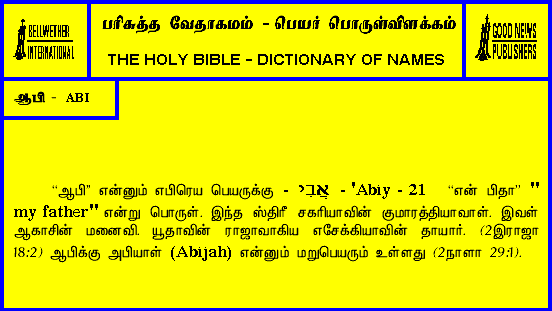 BELLWETHER
INTERNATIONAL
பரிசுத்த வேதாகமம் - பெயர் பொருள்விளக்கம்
THE HOLY BIBLE - DICTIONARY OF NAMES
GOOD NEWS
PUBLISHERS
ஆபி - ABI
“ஆபி” என்னும் எபிரெய பெயருக்கு - אֲבִי - 'Abiy - 21 “என் பிதா” "
my father" என்று பொருள். இந்த ஸ்திரீ சகரியாவின் குமாரத்தியாவாள். இவள்
ஆகாசின் மனைவி. யூதாவின் ராஜாவாகிய எசேக்கியாவின் தாயார். (2இராஜா
18:2) ஆபிக்கு அபியாள் (Abijah) என்னும் மறுபெயரும் உள்ளது (2நாளா 29:1).